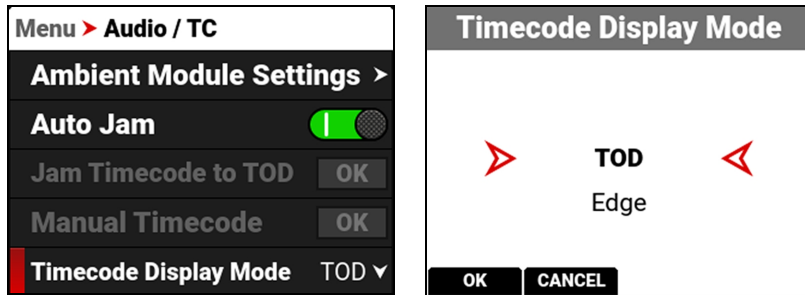 Menu > Audio / TC
Ambient Module Settings >
Auto Jam
Jam Timecode to TOD OK
Manual Timecode OK
Timecode Display Mode TOD
Timecode Display Mode
TOD
Edge
OK CANCEL